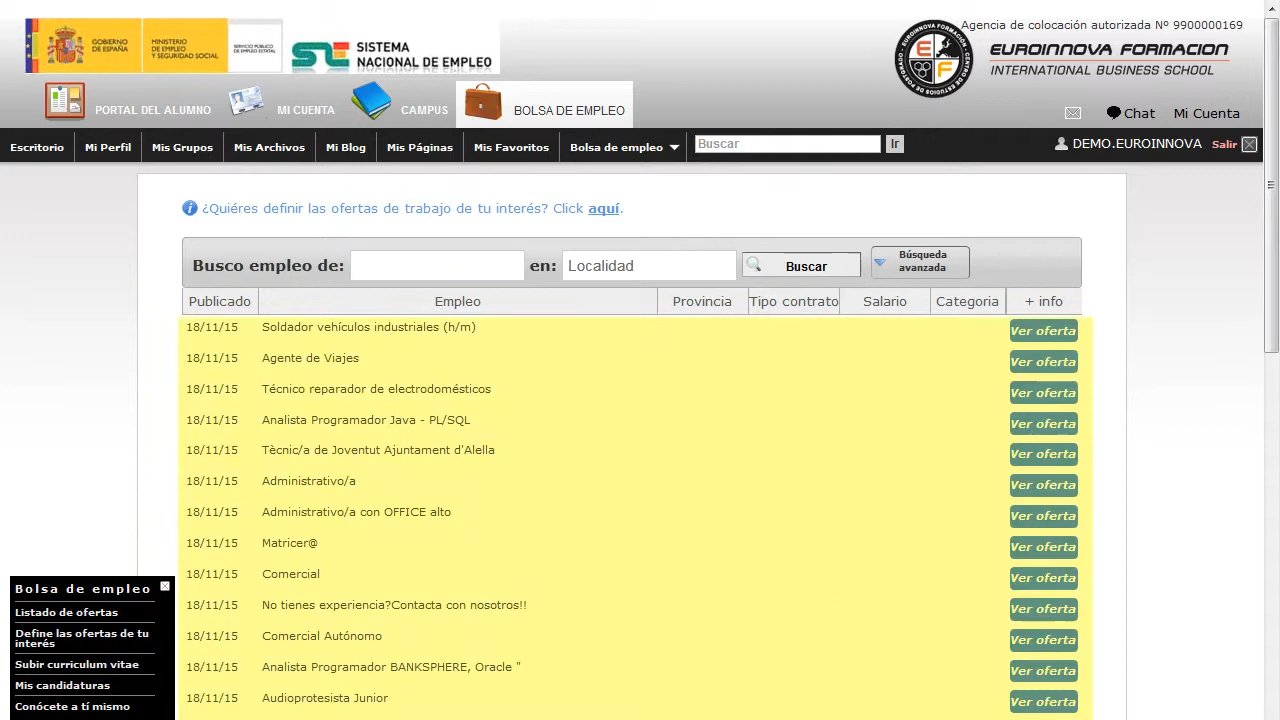 GOBIERNO
DE ESPAÑA
MINISTERIO
DE EMPLEO
Y SEGURIDAD SOCIAL
SERVICIO PÚBLICO
DE EMPLEO ESTATAL
SISTEMA
NACIONAL DE EMPLEO
Agencia de colocación autorizada Nº 9900000169
EUROINNOVA FORMACION
INTERNATIONAL BUSINESS SCHOOL
PORTAL DEL ALUMNO
MI CUENTA
CAMPUS
BOLSA DE EMPLEO
Chat
Mi Cuenta
Escritorio
Mi Perfil
Mis Grupos
Mis Archivos
Mi Blog
Mis Páginas
Mis Favoritos
Bolsa de empleo
Buscar
Ir
DEMO.EUROINNOVA
Salir
¿Quiéres definir las ofertas de trabajo de tu interés? Click aquí.
Busco empleo de:
en:
Localidad
Buscar
Búsqueda
avanzada
Publicado Empleo Provincia Tipo contrato Salario Categoria + info
18/11/15 Soldador vehículos industriales (h/m) Ver oferta
18/11/15 Agente de Viajes Ver oferta
18/11/15 Técnico reparador de electrodomésticos Ver oferta
18/11/15 Analista Programador Java - PL/SQL Ver oferta
18/11/15 Tècnic/a de Joventut Ajuntament d'Alella Ver oferta
18/11/15 Administrativo/a Ver oferta
18/11/15 Administrativo/a con OFFICE alto Ver oferta
18/11/15 Matricer@ Ver oferta
18/11/15 Comercial Ver oferta
18/11/15 No tienes experiencia?Contacta con nosotros!! Ver oferta
18/11/15 Comercial Autónomo Ver oferta
18/11/15 Analista Programador BANKSPHERE, Oracle " Ver oferta
18/11/15 Audioprotesista Junior Ver oferta
Bolsa de empleo
Listado de ofertas
Define las ofertas de tu
interés
Subir curriculum vitae
Mis candidaturas
Conócete a tí mismo